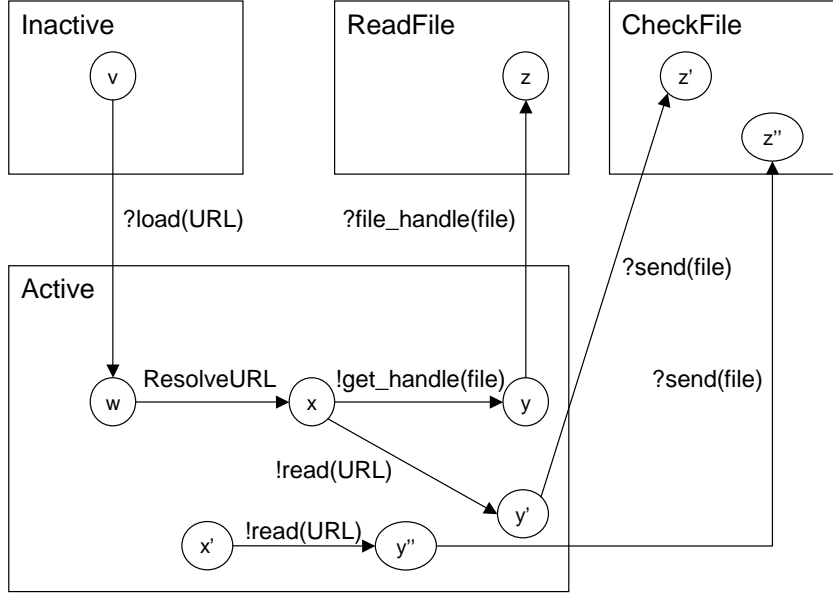 Inactive
ReadFile
CheckFile
v
z
z'
z''
?load(URL)
?file_handle(file)
?send(file)
Active
ResolveURL
!get_handle(file)
?send(file)
w
x
y
!read(URL)
y'
!read(URL)
x'
y''